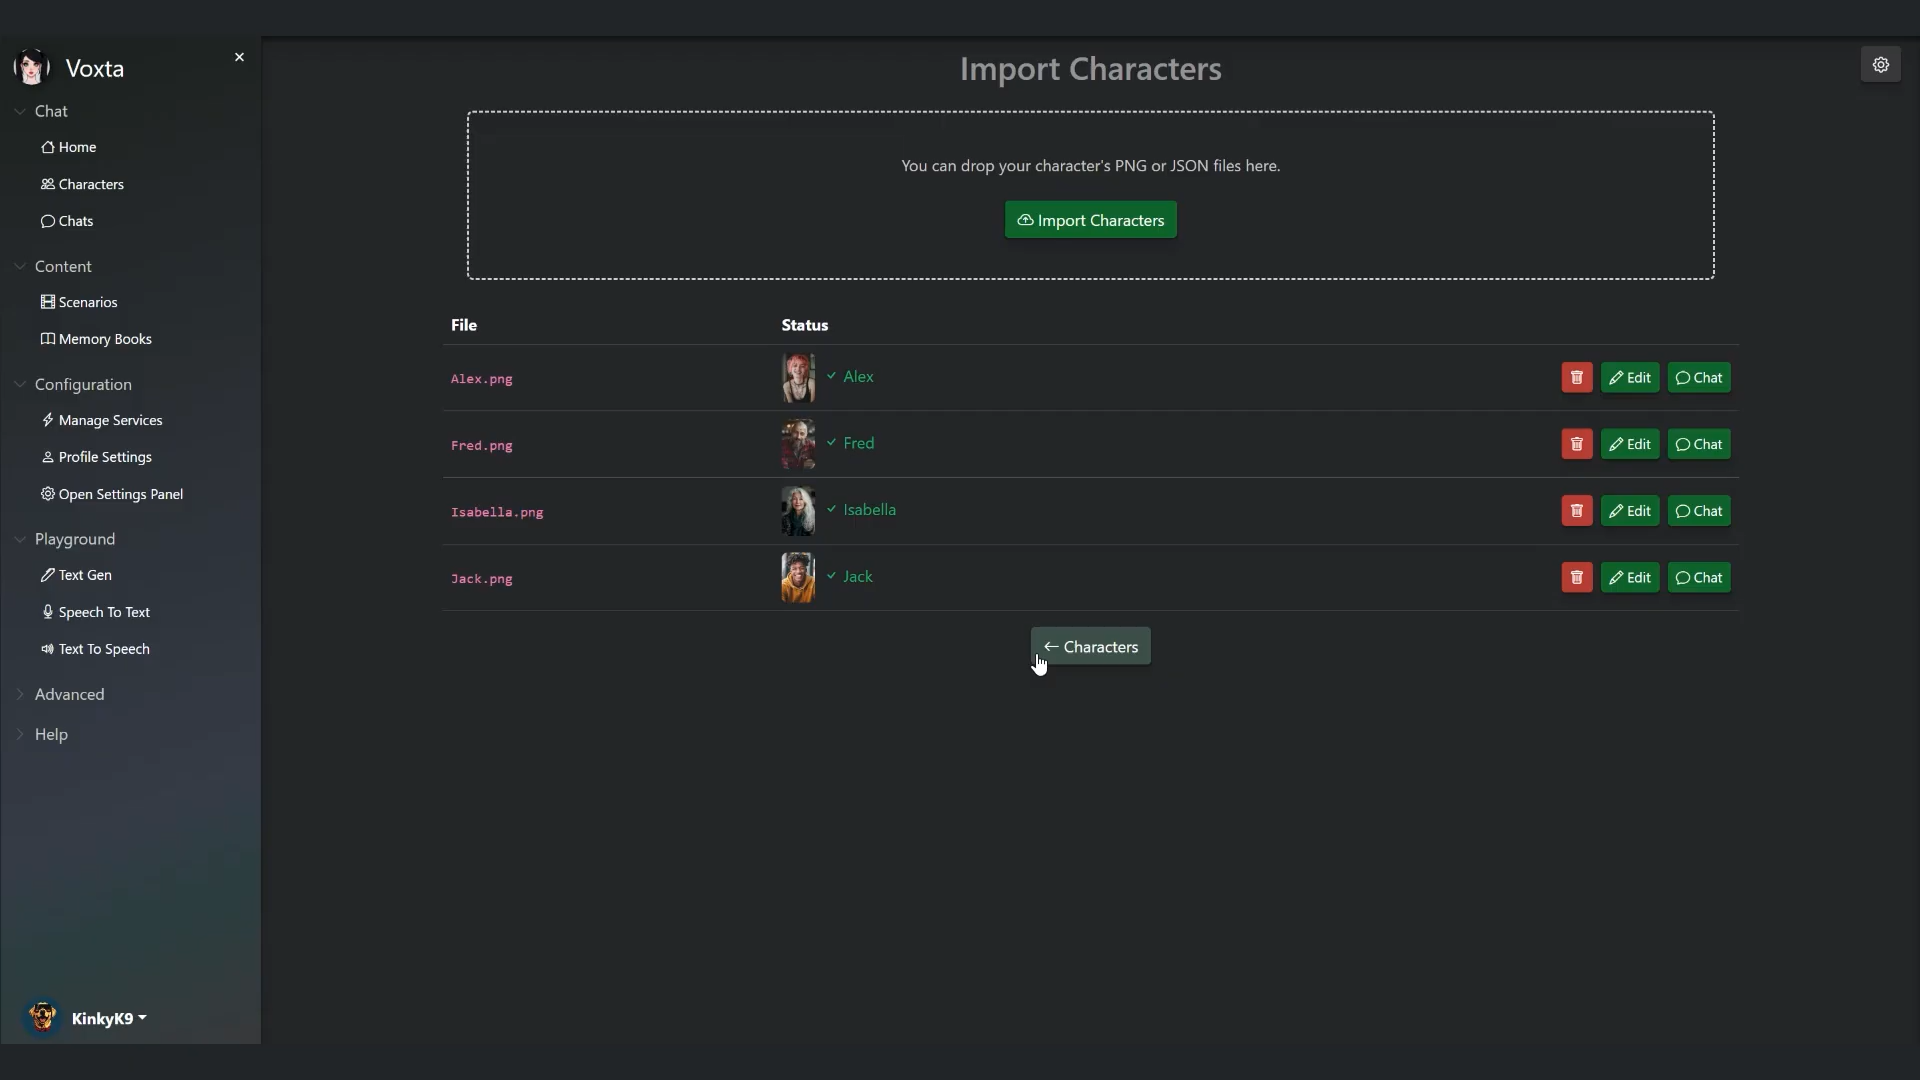 Voxta
Chat
Home
Characters
Chats
Content
Scenarios
Memory Books
Configuration
Manage Services
Profile Settings
Open Settings Panel
Playground
Text Gen
Speech To Text
Text To Speech
Advanced
Help
KinkyK9
Import Characters
You can drop your character's PNG or JSON files here.
Import Characters
File Status
Alex.png Alex Edit Chat
Fred.png Fred Edit Chat
Isabella.png Isabella Edit Chat
Jack.png Jack Edit Chat
← Characters